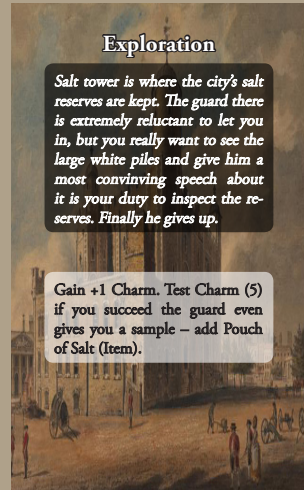 Exploration
Salt tower is where the city's salt
reserves are kept. The guard there
is extremely reluctant to let you
in, but you really want to see the
large white piles and give him a
most convinving speech about
it is your duty to inspect the re-
serves. Finally he gives up.
Gain +1 Charm. Test Charm (5)
if you succeed the guard even
gives you a sample – add Pouch
of Salt (Item).